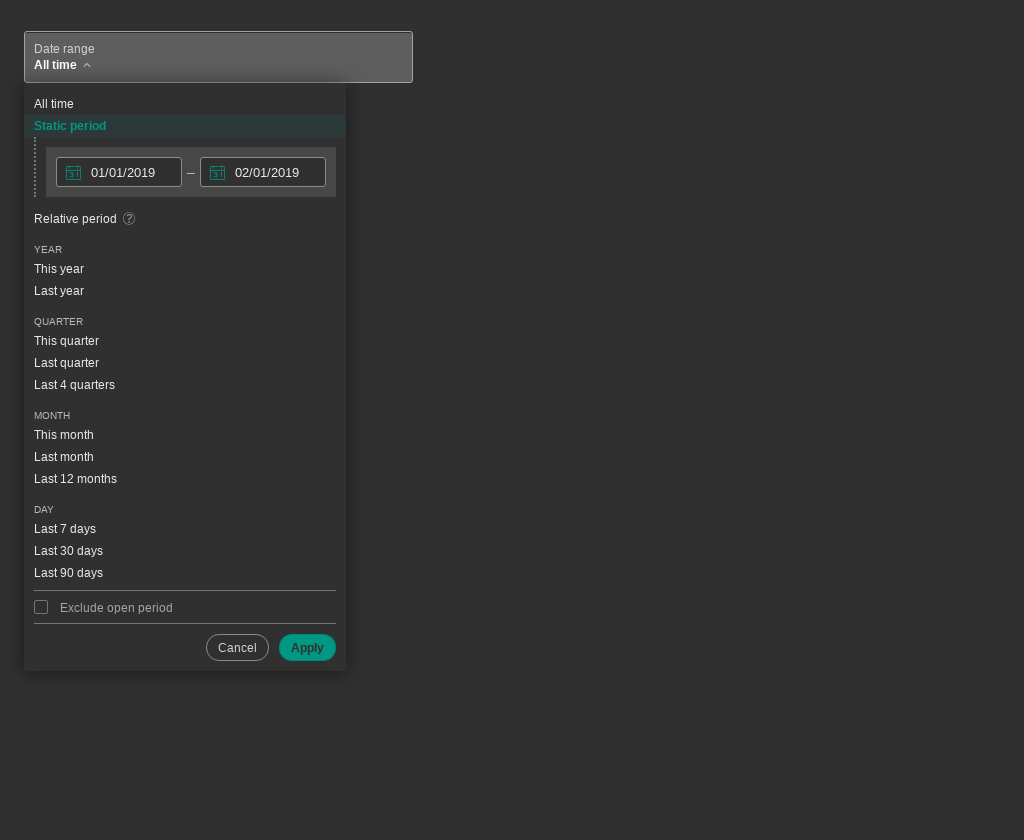 Date range
All time
All time
Static period
01/01/2019 – 02/01/2019
Relative period ?
YEAR
This year
Last year
QUARTER
This quarter
Last quarter
Last 4 quarters
MONTH
This month
Last month
Last 12 months
DAY
Last 7 days
Last 30 days
Last 90 days
Exclude open period
Cancel Apply